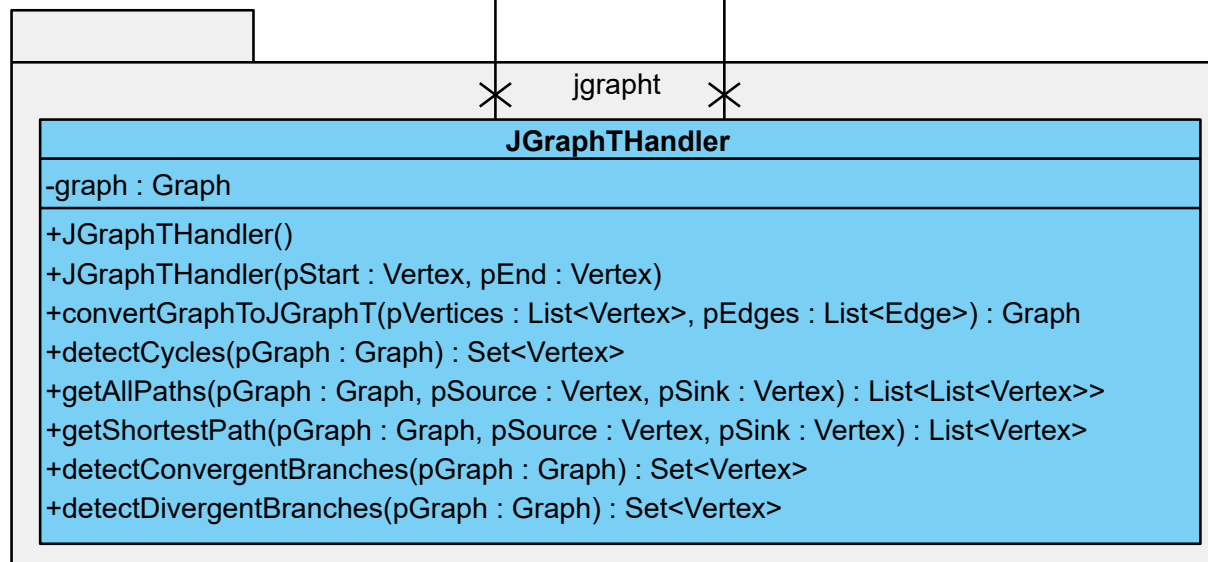 jgrapht
JGraphTHandler
-graph : Graph
+JGraphTHandler()
+JGraphTHandler(pStart : Vertex, pEnd : Vertex)
+convertGraphToJGraphT(pVertices : List<Vertex>, pEdges : List<Edge>) : Graph
+detectCycles(pGraph : Graph) : Set<Vertex>
+getAllPaths(pGraph : Graph, pSource : Vertex, pSink : Vertex) : List<List<Vertex>>
+getShortestPath(pGraph : Graph, pSource : Vertex, pSink : Vertex) : List<Vertex>
+detectConvergentBranches(pGraph : Graph) : Set<Vertex>
+detectDivergentBranches(pGraph : Graph) : Set<Vertex>